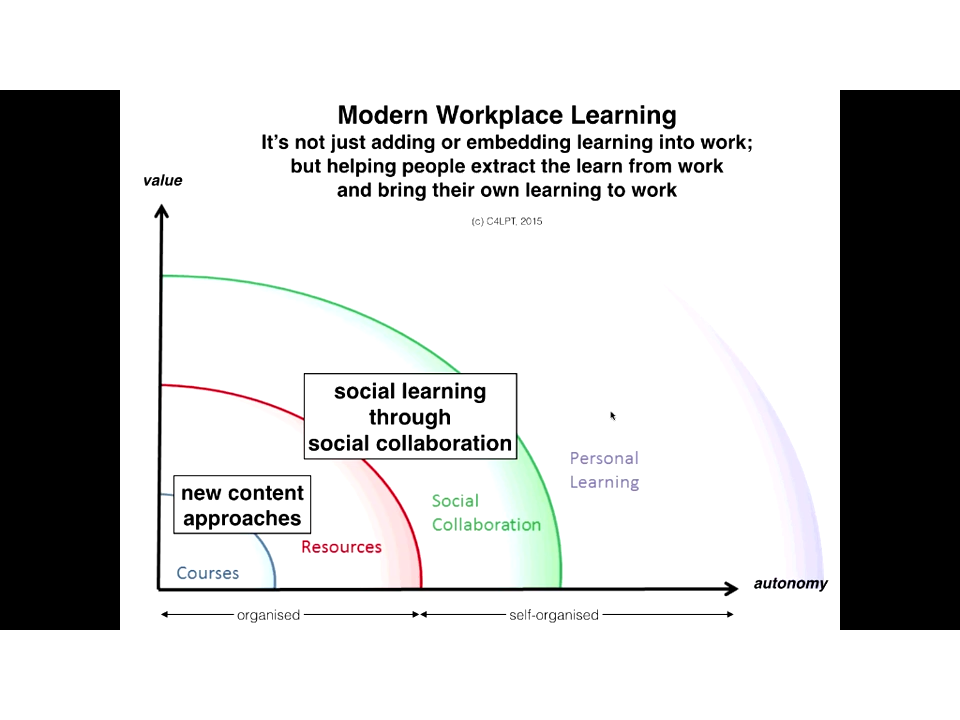 Modern Workplace Learning
It's not just adding or embedding learning into work;
but helping people extract the learn from work
and bring their own learning to work
(c) C4LPT, 2015
value
social learning
through
social collaboration
Personal
Learning
new content
approaches
Social
Collaboration
Resources
Courses
autonomy
organised
self-organised